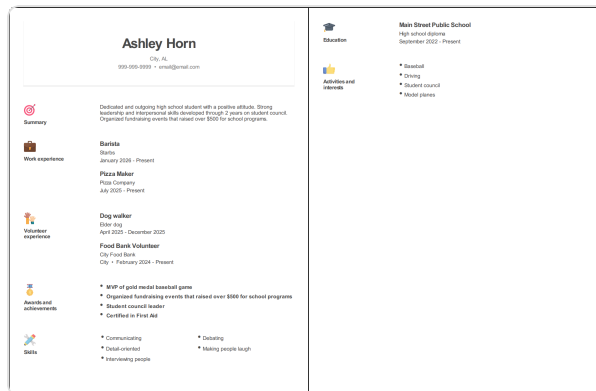 Ashley Horn
City, AL
999-999-9999 • email@email.com
Summary
Dedicated and outgoing high school student with a positive attitude. Strong
leadership and interpersonal skills developed through 2 years on student council.
Organized fundraising events that raised over $500 for school programs.
Work experience
Barista
Starbs
January 2026 - Present
Pizza Maker
Pizza Company
July 2025 - Present
Volunteer
experience
Dog walker
Elder dog
April 2025 - December 2025
Food Bank Volunteer
City Food Bank
City • February 2024 - Present
Awards and
achievements
• MVP of gold medal baseball game
• Organized fundraising events that raised over $500 for school programs
• Student council leader
• Certified in First Aid
Skills
• Communicating
• Debating
• Detail-oriented
• Making people laugh
• Interviewing people
Education
Main Street Public School
High school diploma
September 2022 - Present
Activities and
interests
• Baseball
• Driving
• Student council
• Model planes